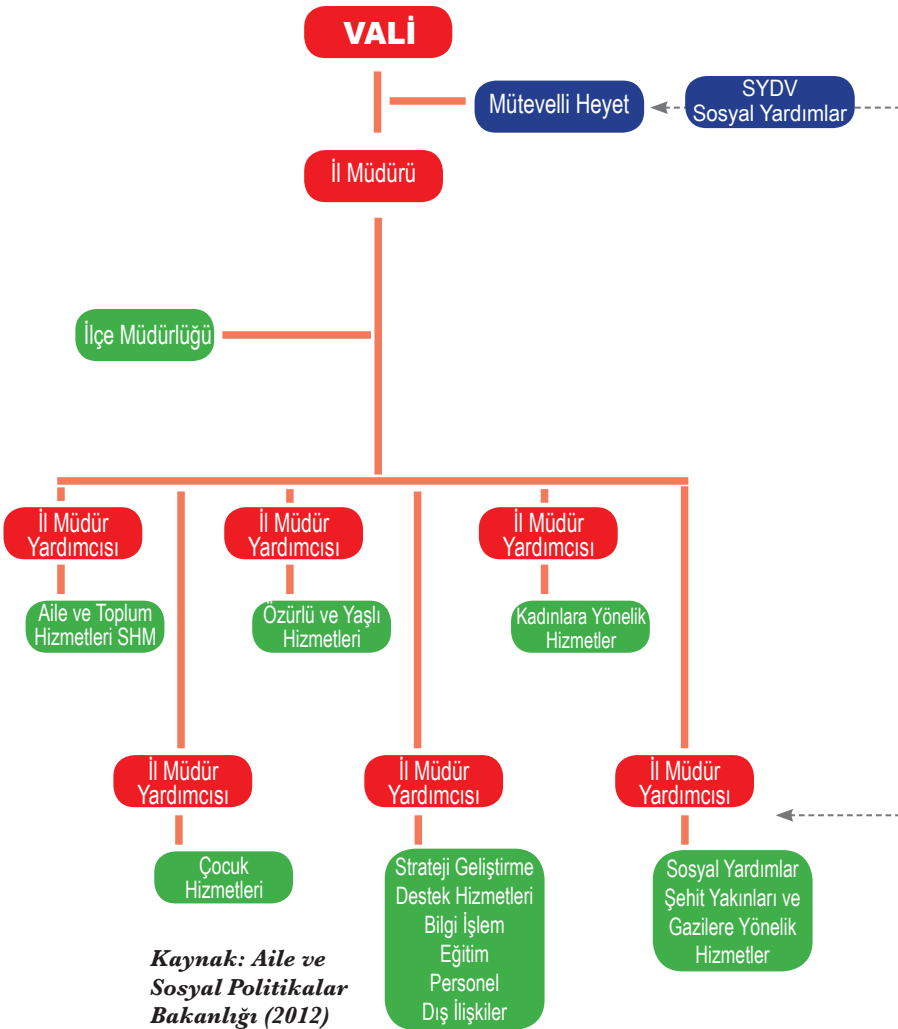 VALİ
Mütevelli Heyet
SYDV
Sosyal Yardımlar
İl Müdürü
İlçe Müdürlüğü
İl Müdür
Yardımcısı
Aile ve Toplum
Hizmetleri SHM
İl Müdür
Yardımcısı
Özürlü ve Yaşlı
Hizmetleri
İl Müdür
Yardımcısı
Kadınlara Yönelik
Hizmetler
İl Müdür
Yardımcısı
Çocuk
Hizmetleri
İl Müdür
Yardımcısı
Strateji Geliştirme
Destek Hizmetleri
Bilgi İşlem
Eğitim
Personel
Dış İlişkiler
İl Müdür
Yardımcısı
Sosyal Yardımlar
Şehit Yakınları ve
Gazilere Yönelik
Hizmetler
Kaynak: Aile ve
Sosyal Politikalar
Bakanlığı (2012)